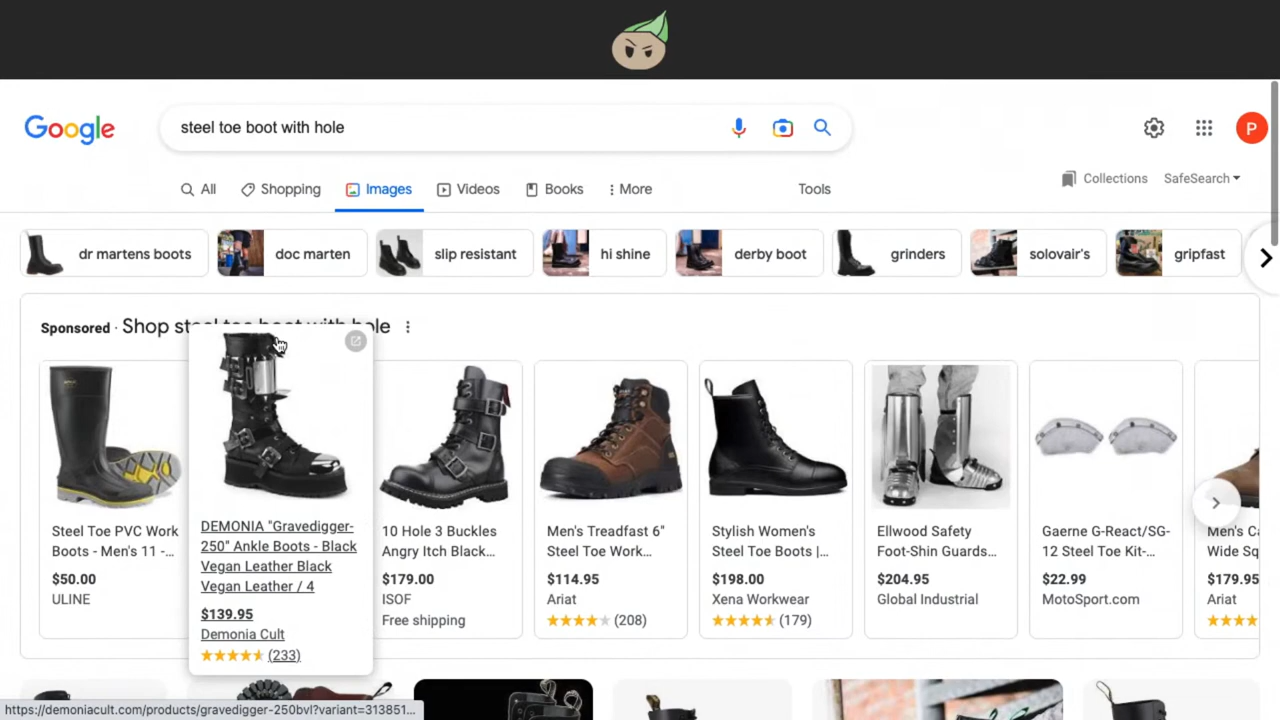 Google
steel toe boot with hole
P
All
Shopping
Images
Videos
Books
More
Tools
Collections
SafeSearch
dr martens boots
doc marten
slip resistant
hi shine
derby boot
grinders
solovair's
gripfast
Sponsored · Shop steel toe boot with hole
Steel Toe PVC Work
Boots - Men's 11 -...
$50.00
ULINE
DEMONIA "Gravedigger-
250" Ankle Boots - Black
Vegan Leather Black
Vegan Leather / 4
$139.95
Demonia Cult
(233)
10 Hole 3 Buckles
Angry Itch Black...
$179.00
ISOF
Free shipping
Men's Treadfast 6"
Steel Toe Work...
$114.95
Ariat
(208)
Stylish Women's
Steel Toe Boots |...
$198.00
Xena Workwear
(179)
Ellwood Safety
Foot-Shin Guards...
$204.95
Global Industrial
Gaerne G-React/SG-
12 Steel Toe Kit-...
$22.99
MotoSport.com
Men's Ca
Wide Sq
$179.95
Ariat
https://demoniacult.com/products/gravedigger-250bvl?variant=313851...